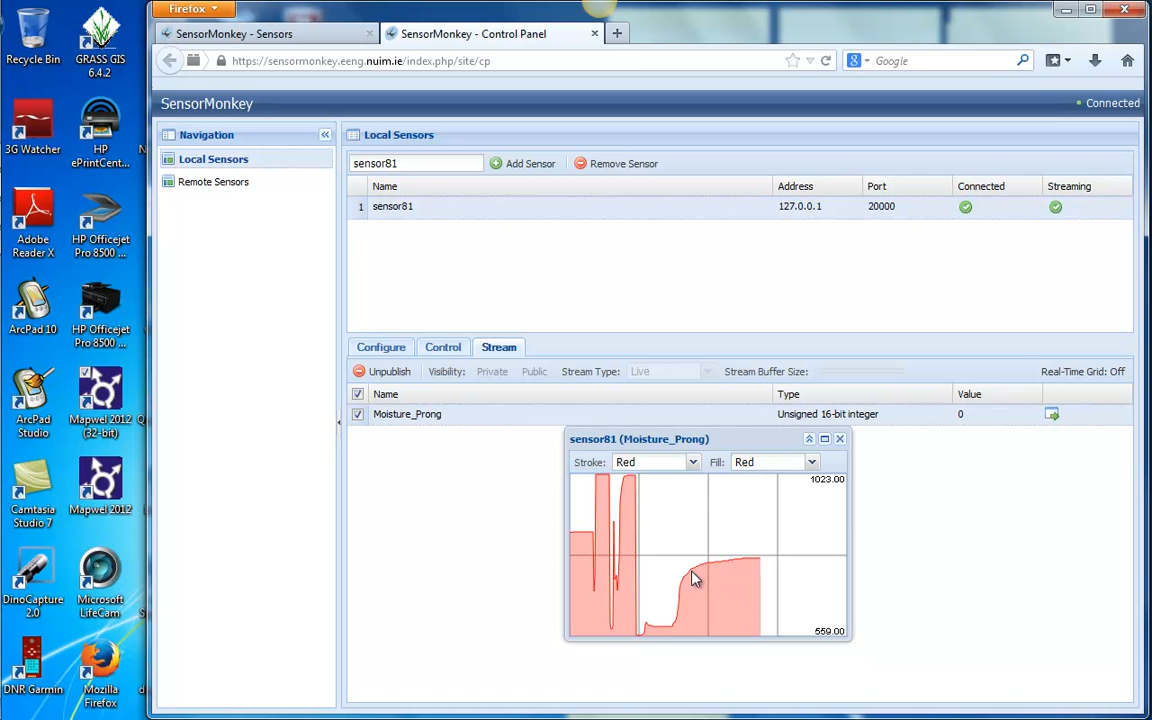 Recycle Bin
GRASS GIS
6.4.2
3G Watcher
HP
ePrintCent...
Adobe
Reader X
HP Officejet
Pro 8500 ...
ArcPad 10
HP Officejet
Pro 8500 ...
ArcPad
Studio
Mapwel 2012
(32-bit)
Camtasia
Studio 7
Mapwel 2012
DinoCapture
2.0
Microsoft
LifeCam
DNR Garmin
Mozilla
Firefox
Firefox
SensorMonkey - Sensors
SensorMonkey - Control Panel
https://sensormonkey.eeng.nuim.ie/index.php/site/cp
Google
SensorMonkey
Connected
Navigation
Local Sensors
Remote Sensors
Local Sensors
sensor81 Add Sensor Remove Sensor
Name Address Port Connected Streaming
1 sensor81 127.0.0.1 20000
Configure Control Stream
Unpublish Visibility: Private Public Stream Type: Live Stream Buffer Size: Real-Time Grid: Off
Name Type Value
Moisture_Prong Unsigned 16-bit integer 0
sensor81 (Moisture_Prong)
Stroke: Red Fill: Red
1023.00
559.00